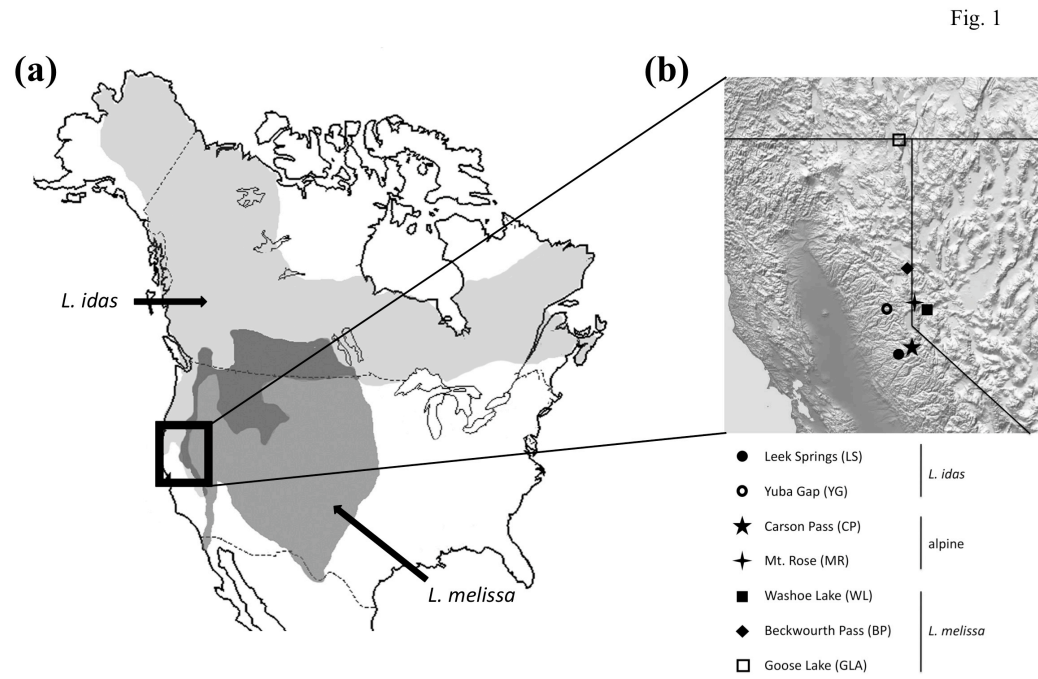 Fig. 1
(a)
(b)
L. idas
L. melissa
Leek Springs (LS)
Yuba Gap (YG)
L. idas
Carson Pass (CP)
Mt. Rose (MR)
alpine
Washoe Lake (WL)
Beckwourth Pass (BP)
Goose Lake (GLA)
L. melissa